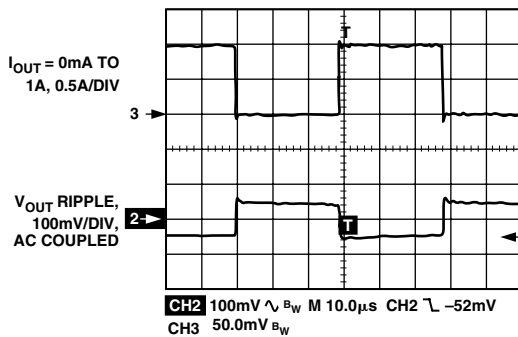 T
I_OUT = 0mA TO
1A, 0.5A/DIV
3
V_OUT RIPPLE,
100mV/DIV,
AC COUPLED
2
T
CH2 100mV ∿ B_W M 10.0µs CH2 ⌝ –52mV
CH3 50.0mV B_W